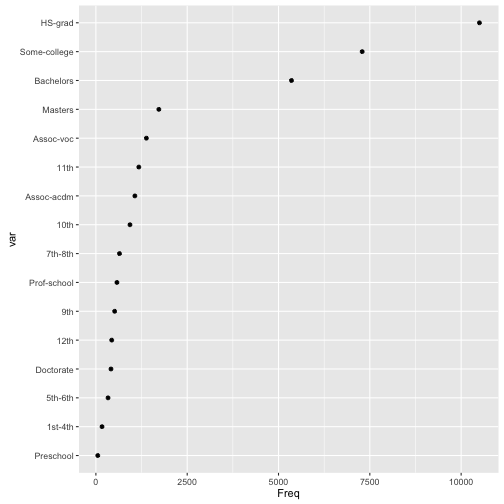 HS-grad
Some-college
Bachelors
Masters
Assoc-voc
11th
Assoc-acdm
10th
7th-8th
Prof-school
9th
12th
Doctorate
5th-6th
1st-4th
Preschool
var
0 2500 5000 7500 10000
Freq